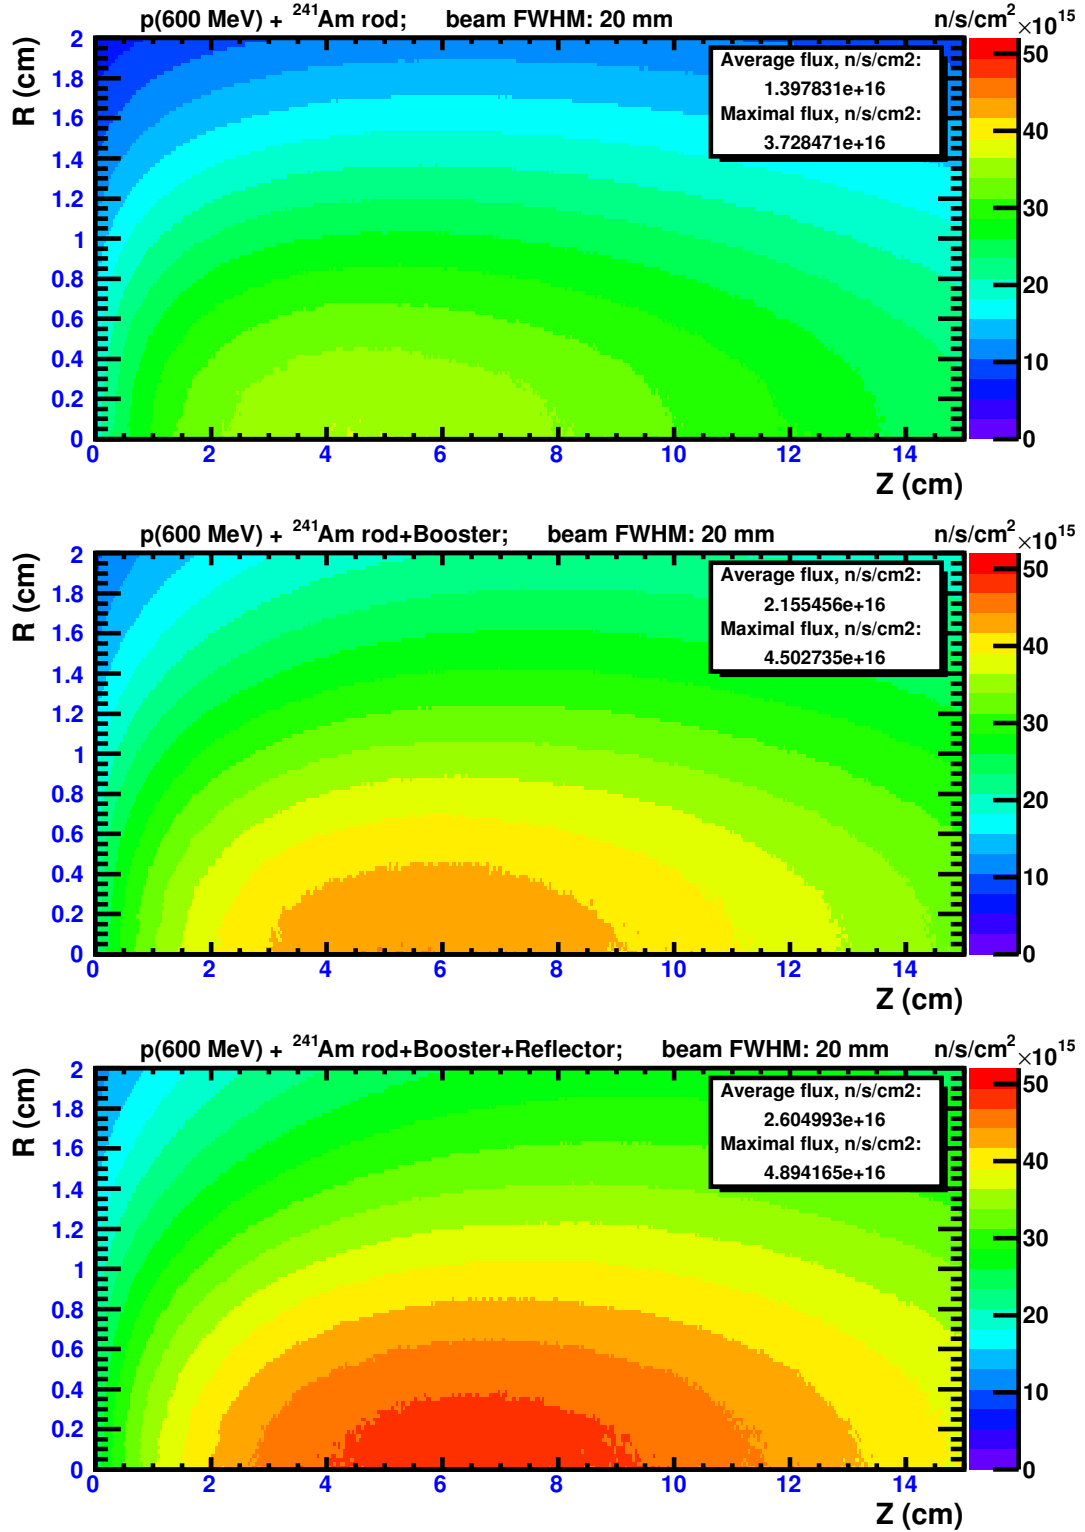 p(600 MeV) + ²⁴¹Am rod; beam FWHM: 20 mm
n/s/cm² ×10¹⁵
R (cm)
2
1.8
1.6
1.4
1.2
1
0.8
0.6
0.4
0.2
0
Average flux, n/s/cm2:
1.397831e+16
Maximal flux, n/s/cm2:
3.728471e+16
50
40
30
20
10
0
0 2 4 6 8 10 12 14
Z (cm)
p(600 MeV) + ²⁴¹Am rod+Booster; beam FWHM: 20 mm
n/s/cm² ×10¹⁵
R (cm)
2
1.8
1.6
1.4
1.2
1
0.8
0.6
0.4
0.2
0
Average flux, n/s/cm2:
2.155456e+16
Maximal flux, n/s/cm2:
4.502735e+16
50
40
30
20
10
0
0 2 4 6 8 10 12 14
Z (cm)
p(600 MeV) + ²⁴¹Am rod+Booster+Reflector; beam FWHM: 20 mm
n/s/cm² ×10¹⁵
R (cm)
2
1.8
1.6
1.4
1.2
1
0.8
0.6
0.4
0.2
0
Average flux, n/s/cm2:
2.604993e+16
Maximal flux, n/s/cm2:
4.894165e+16
50
40
30
20
10
0
0 2 4 6 8 10 12 14
Z (cm)